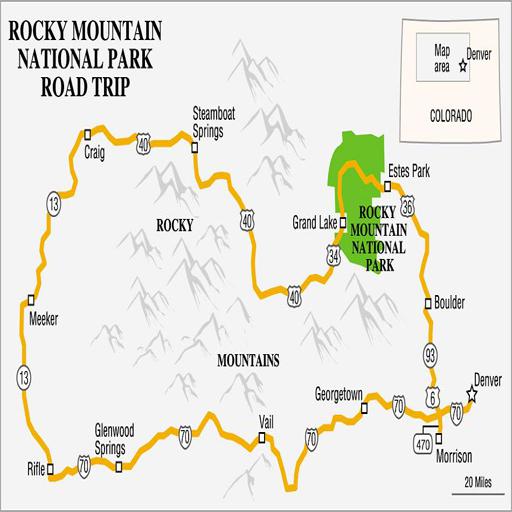 ROCKY MOUNTAIN
NATIONAL PARK
ROAD TRIP
Map
area
Denver
COLORADO
Steamboat
Springs
Craig
40
13
Estes Park
36
ROCKY
40
Grand Lake
ROCKY
MOUNTAIN
NATIONAL
PARK
34
40
Meeker
Boulder
MOUNTAINS
93
13
Denver
Georgetown
70
6
70
Glenwood
Springs
70
Vail
70
470
Morrison
Rifle
70
20 Miles